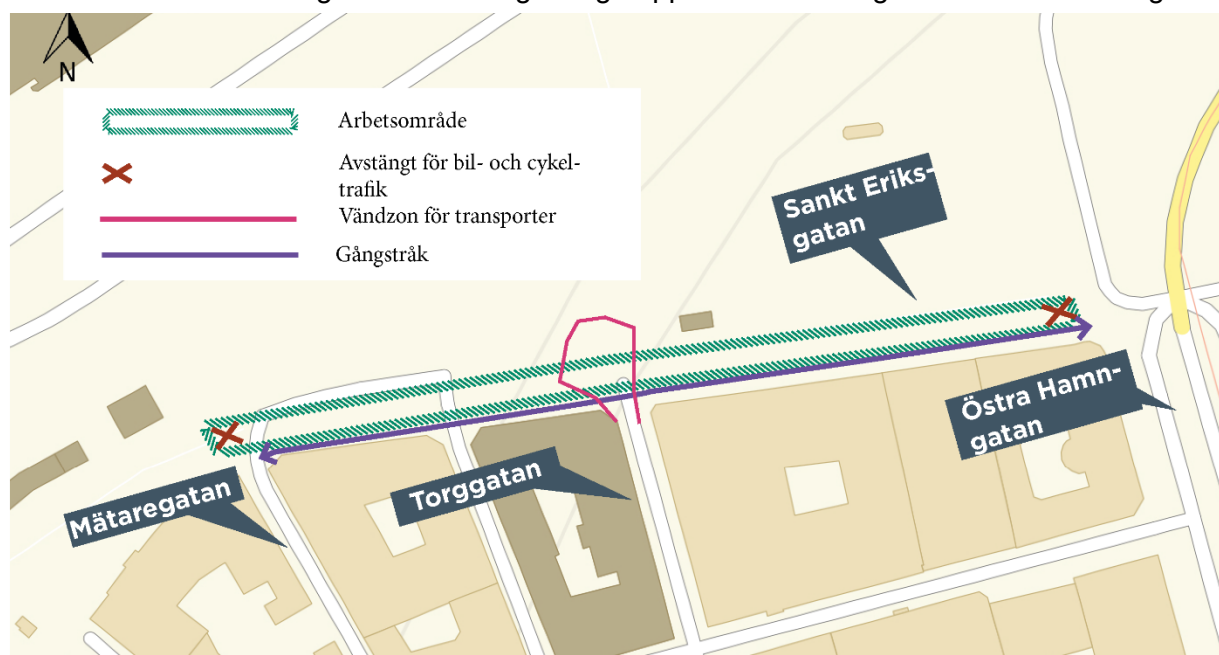 N
Arbetsområde
Avstängt för bil- och cykel-
trafik
Vändzon för transporter
Gångstråk
Sankt Eriks-
gatan
Östra Hamn-
gatan
Torggatan
Mätaregatan